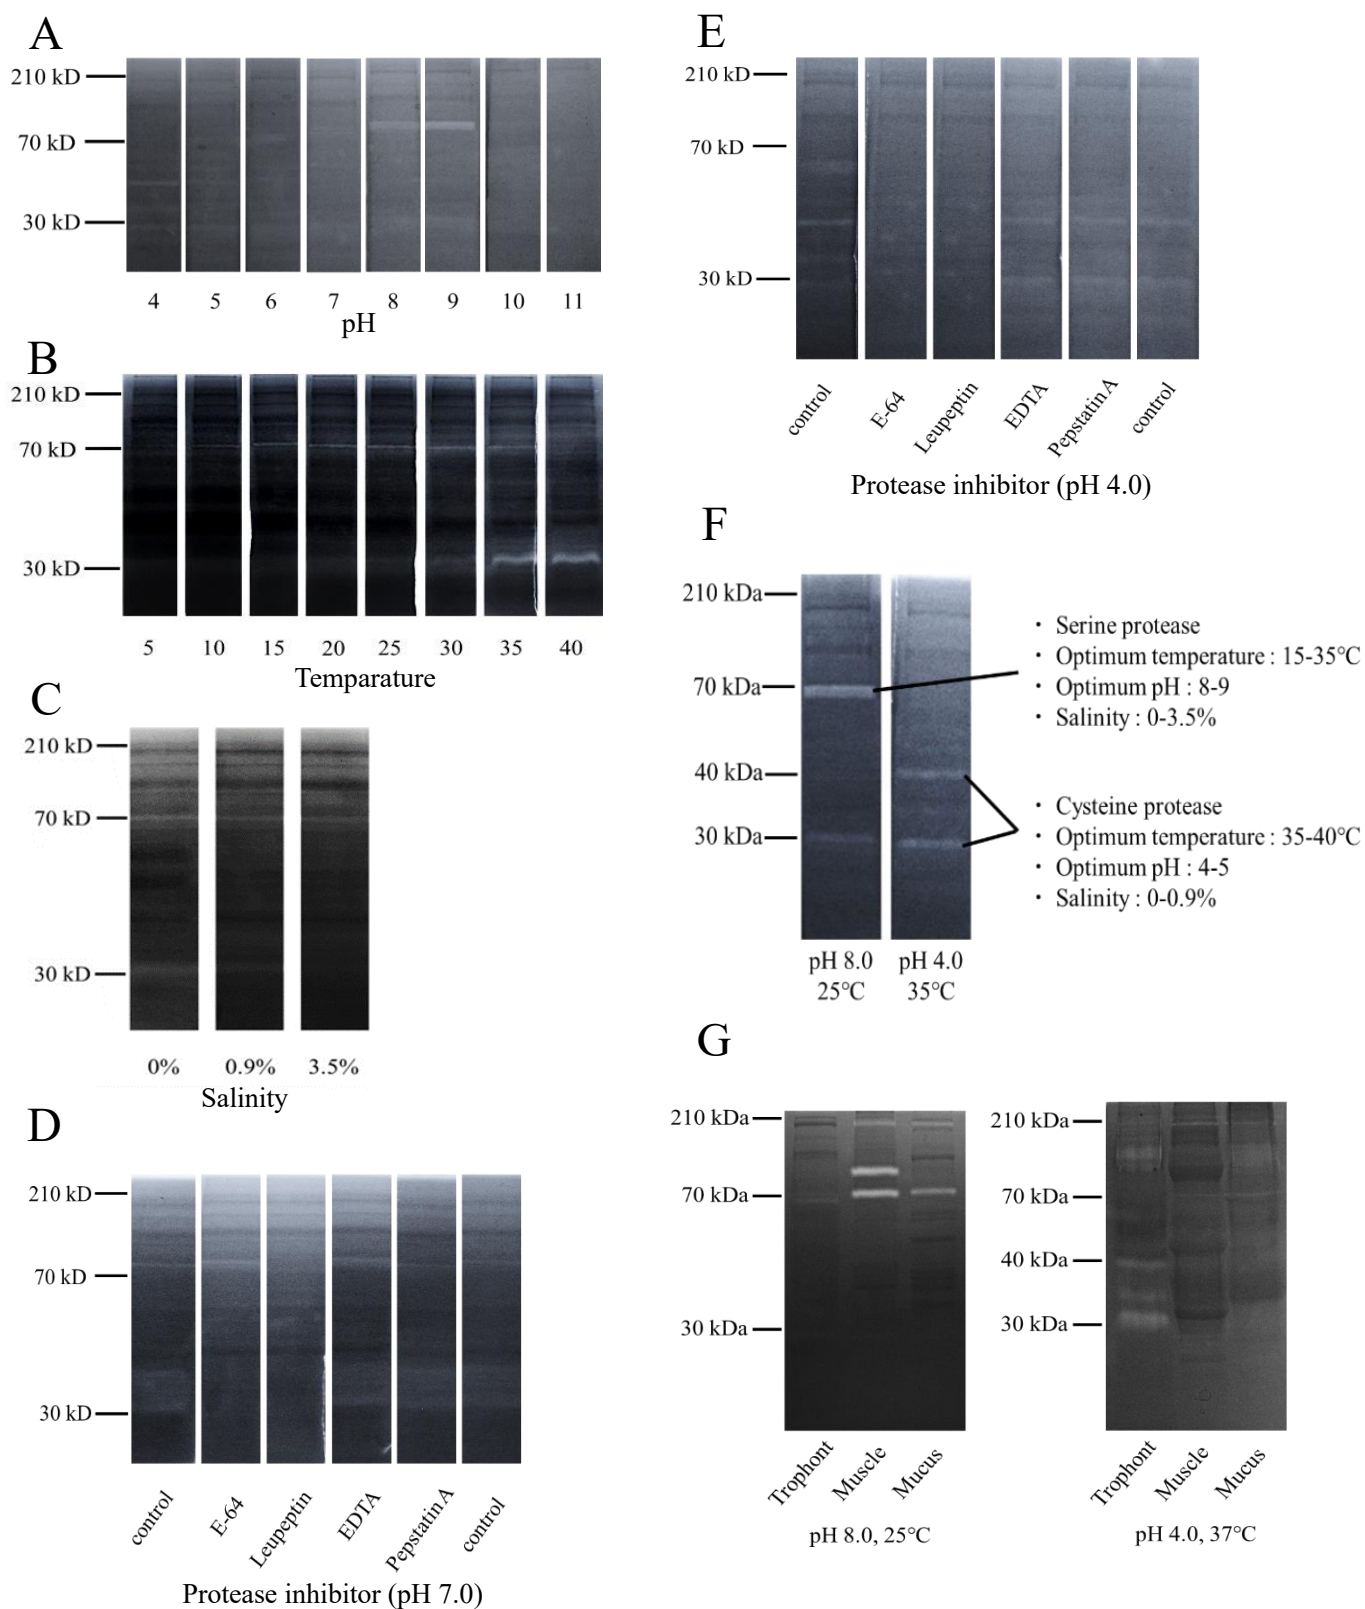 A
210 kD
70 kD
30 kD
4 5 6 7 8 9 10 11
pH
B
210 kD
70 kD
30 kD
5 10 15 20 25 30 35 40
Temparature
C
210 kD
70 kD
30 kD
0% 0.9% 3.5%
Salinity
D
210 kD
70 kD
30 kD
control E-64 Leupeptin EDTA Pepstatin A control
Protease inhibitor (pH 7.0)
E
210 kD
70 kD
30 kD
control E-64 Leupeptin EDTA Pepstatin A control
Protease inhibitor (pH 4.0)
F
210 kDa
70 kDa
40 kDa
30 kDa
・ Serine protease
・ Optimum temperature : 15-35℃
・ Optimum pH : 8-9
・ Salinity : 0-3.5%
・ Cysteine protease
・ Optimum temperature : 35-40℃
・ Optimum pH : 4-5
・ Salinity : 0-0.9%
pH 8.0 pH 4.0
25℃ 35℃
G
210 kDa
70 kDa
30 kDa
Trophont Muscle Mucus
pH 8.0, 25℃
210 kDa
70 kDa
40 kDa
30 kDa
Trophont Muscle Mucus
pH 4.0, 37℃